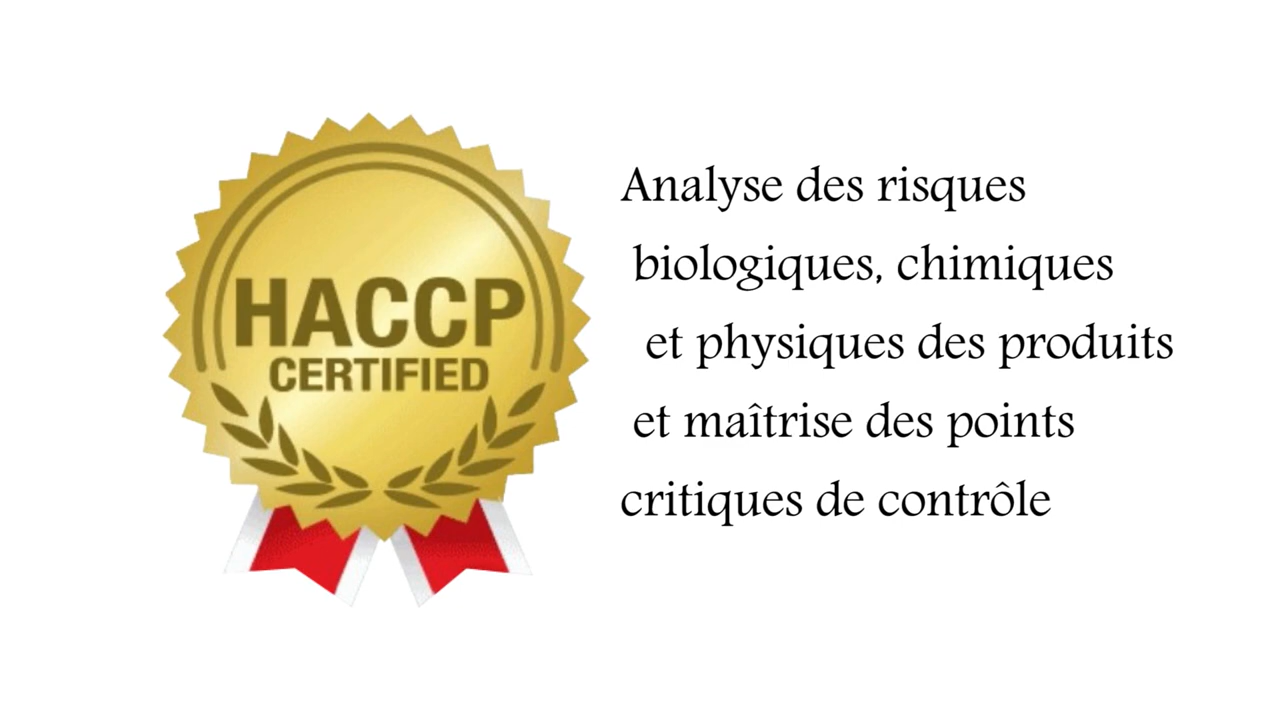 HACCP
CERTIFIED
Analyse des risques
biologiques, chimiques
et physiques des produits
et maîtrise des points
critiques de contrôle